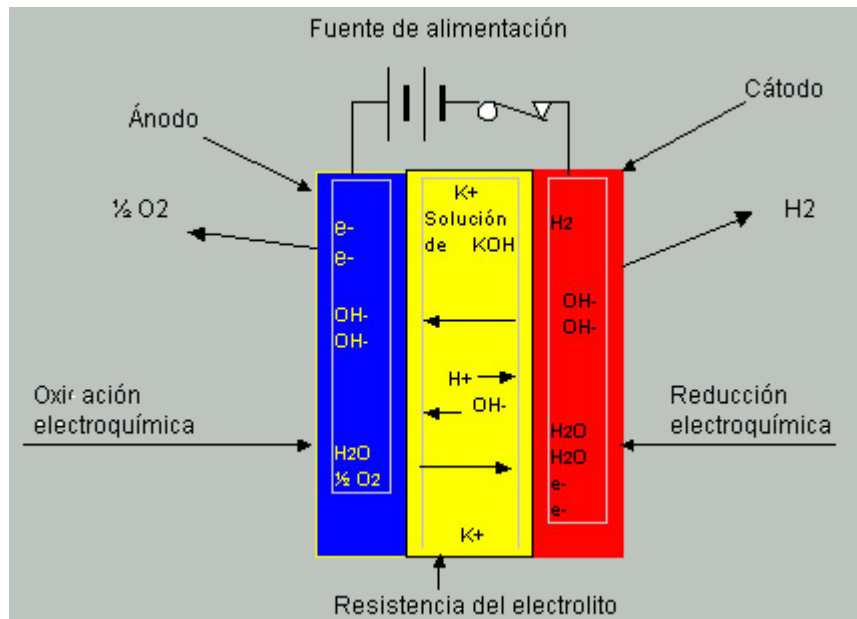 Fuente de alimentación
Ánodo
Cátodo
½ O2
H2
e-
e-
OH-
OH-
H2O
½ O2
K+
Solución
de KOH
H+
OH-
K+
H2
OH-
OH-
H2O
H2O
e-
e-
Oxidación
electroquímica
Reducción
electroquímica
Resistencia del electrolito